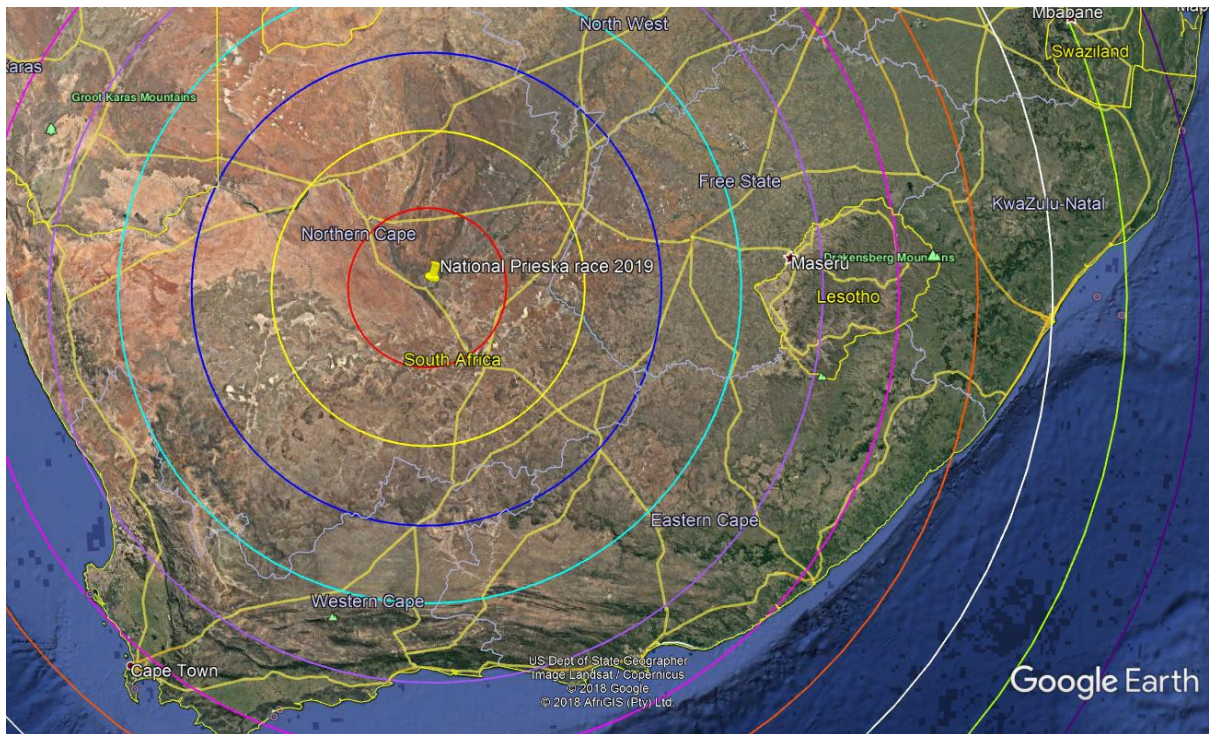 Mbabane
North West
Swaziland
Karas
Groot Karas Mountains
Free State
KwaZulu-Natal
Northern Cape
National Prieska race 2019
Maseru
Drakensberg Mountains
Lesotho
South Africa
Eastern Cape
Western Cape
Cape Town
US Dept of State Geographer
Image Landsat / Copernicus
© 2018 Google
© 2018 AfriGIS (Pty) Ltd.
Google Earth